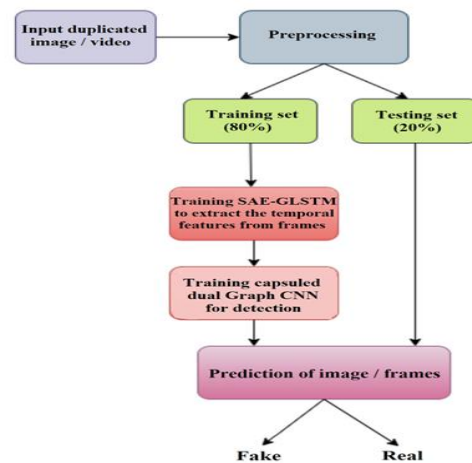 Input duplicated
image / video
Preprocessing
Training set
(80%)
Testing set
(20%)
Training SAE-GLSTM
to extract the temporal
features from frames
Training capsuled
dual Graph CNN
for detection
Prediction of image / frames
Fake
Real